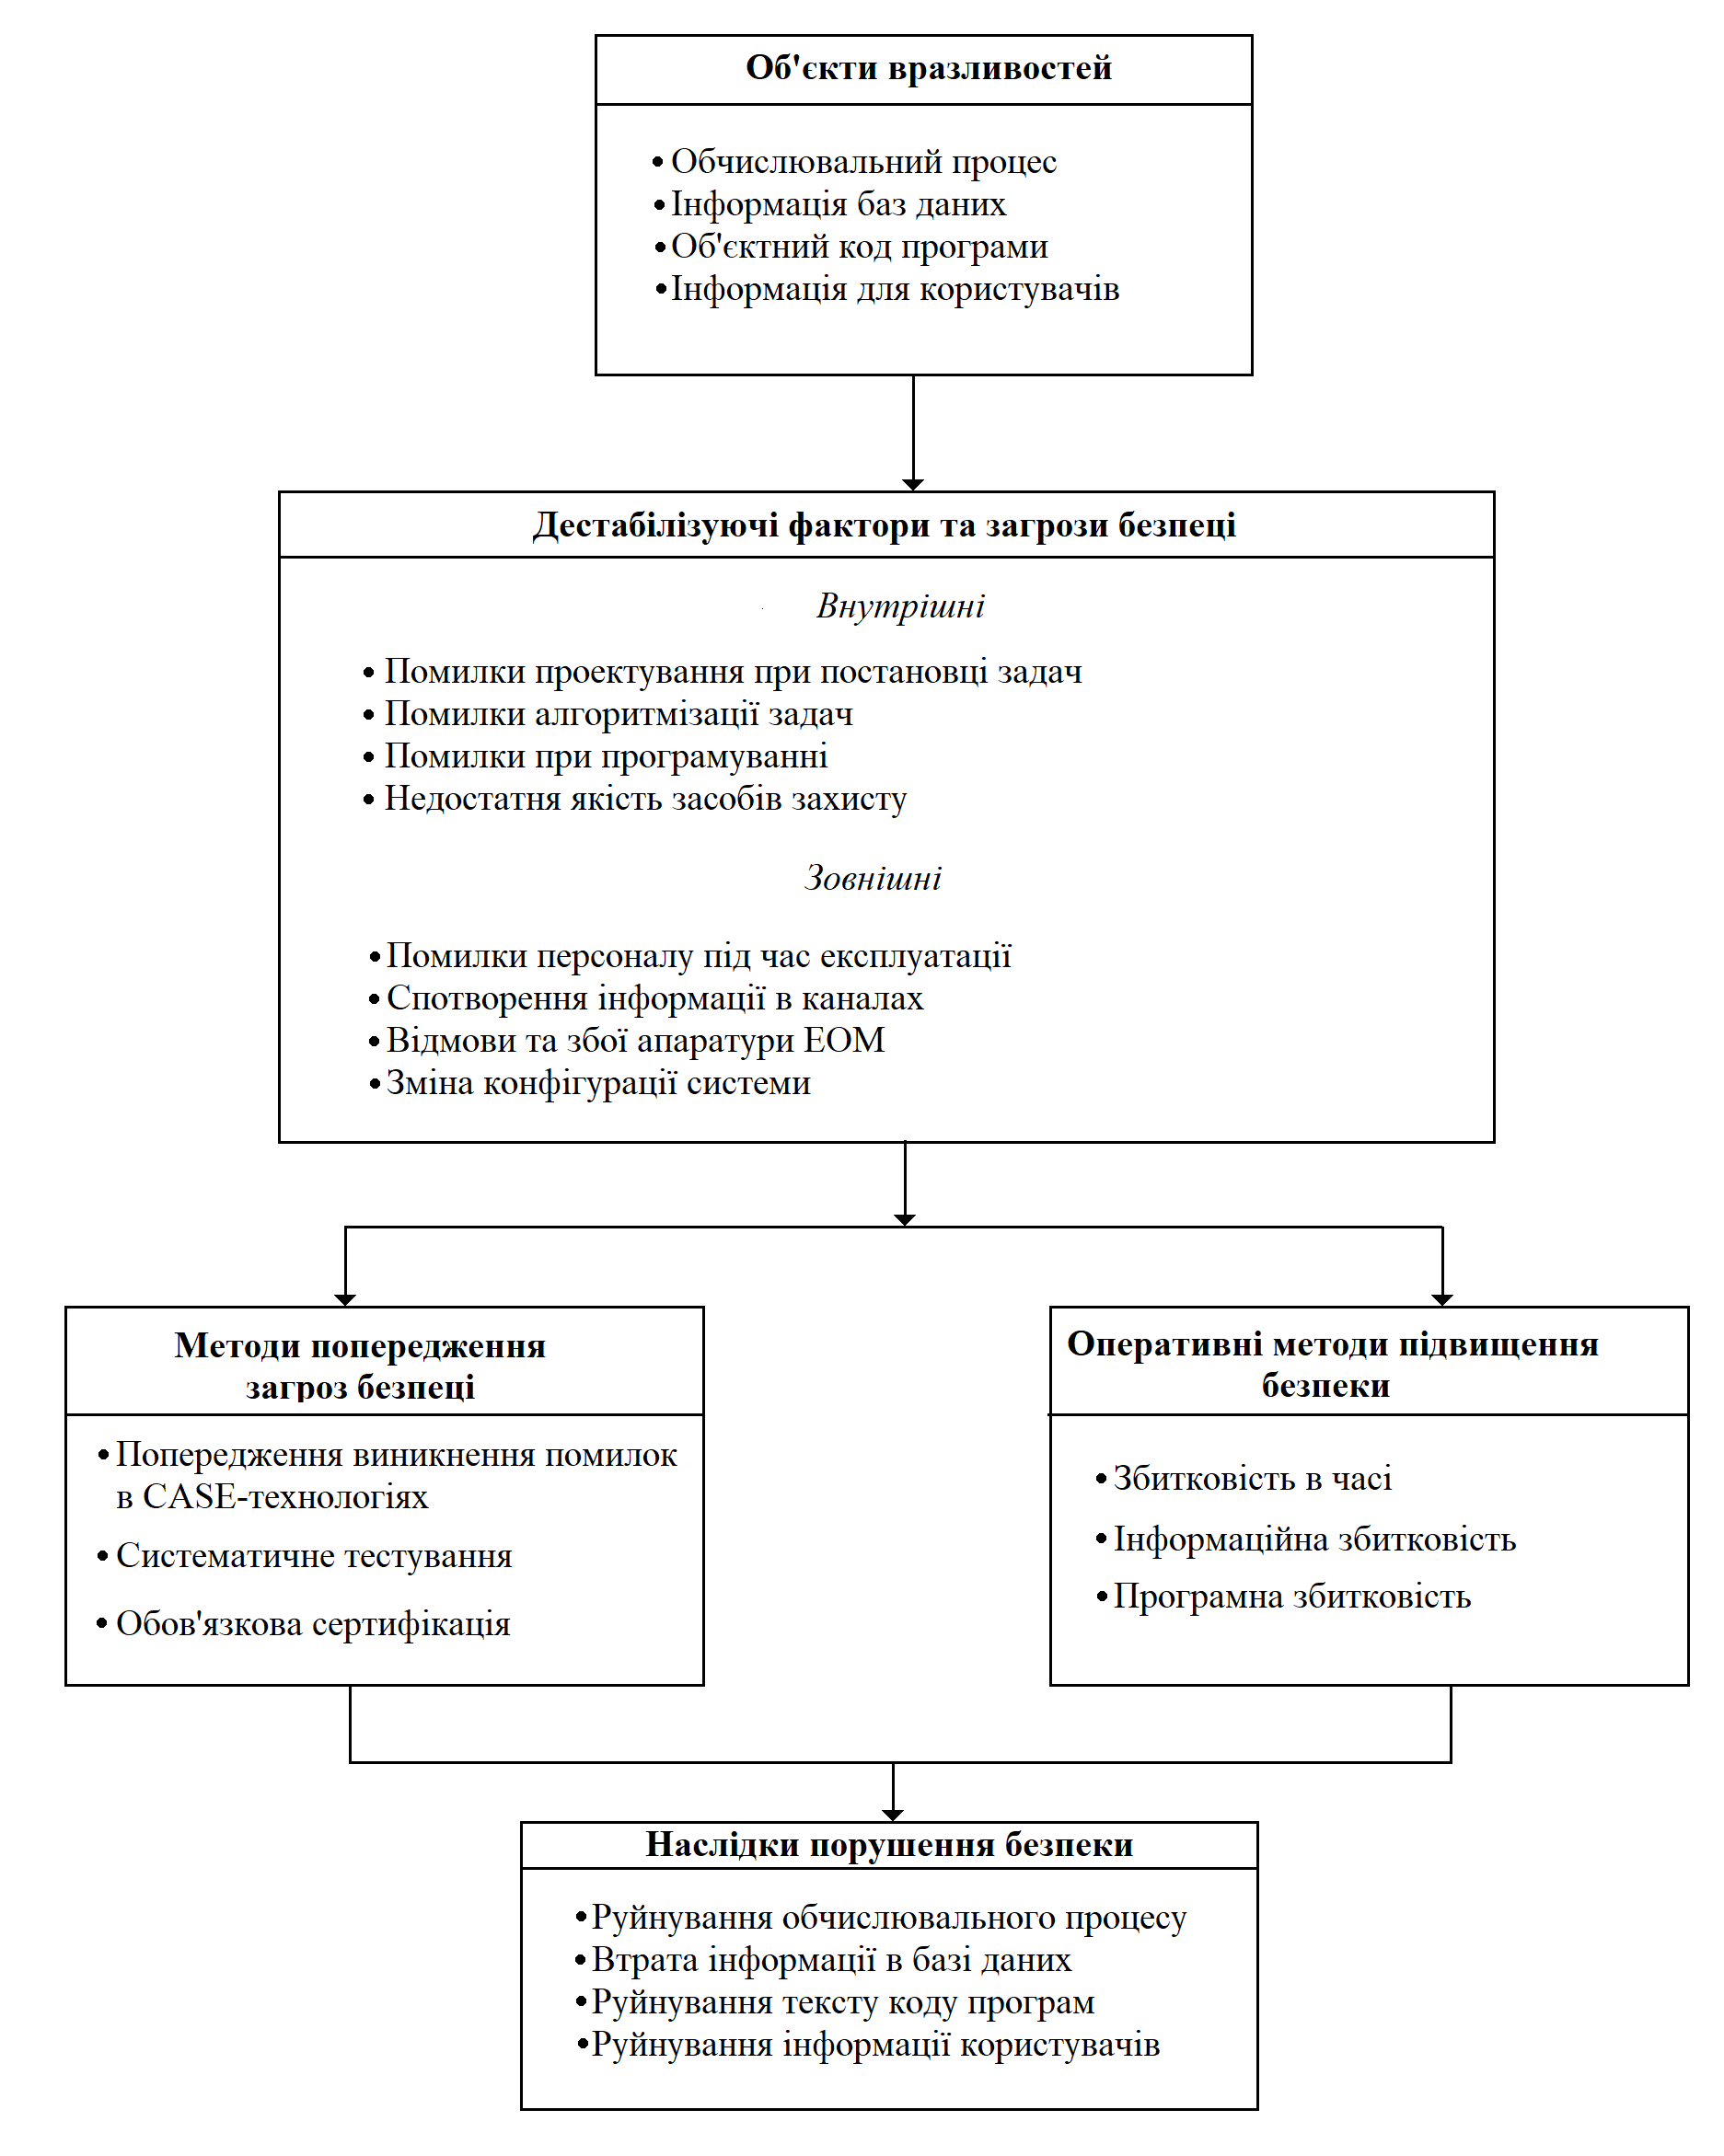 Об'єкти вразливостей
• Обчислювальний процес
• Інформація баз даних
• Об'єктний код програми
• Інформація для користувачів
Дестабілізуючі фактори та загрози безпеці
Внутрішні
• Помилки проектування при постановці задач
• Помилки алгоритмізації задач
• Помилки при програмуванні
• Недостатня якість засобів захисту
Зовнішні
• Помилки персоналу під час експлуатації
• Спотворення інформації в каналах
• Відмови та збої апаратури ЕОМ
• Зміна конфігурації системи
Методи попередження
загроз безпеці
• Попередження виникнення помилок
в CASE-технологіях
• Систематичне тестування
• Обов'язкова сертифікація
Оперативні методи підвищення
безпеки
• Збитковість в часі
• Інформаційна збитковість
• Програмна збитковість
Наслідки порушення безпеки
• Руйнування обчислювального процесу
• Втрата інформації в базі даних
• Руйнування тексту коду програм
• Руйнування інформації користувачів